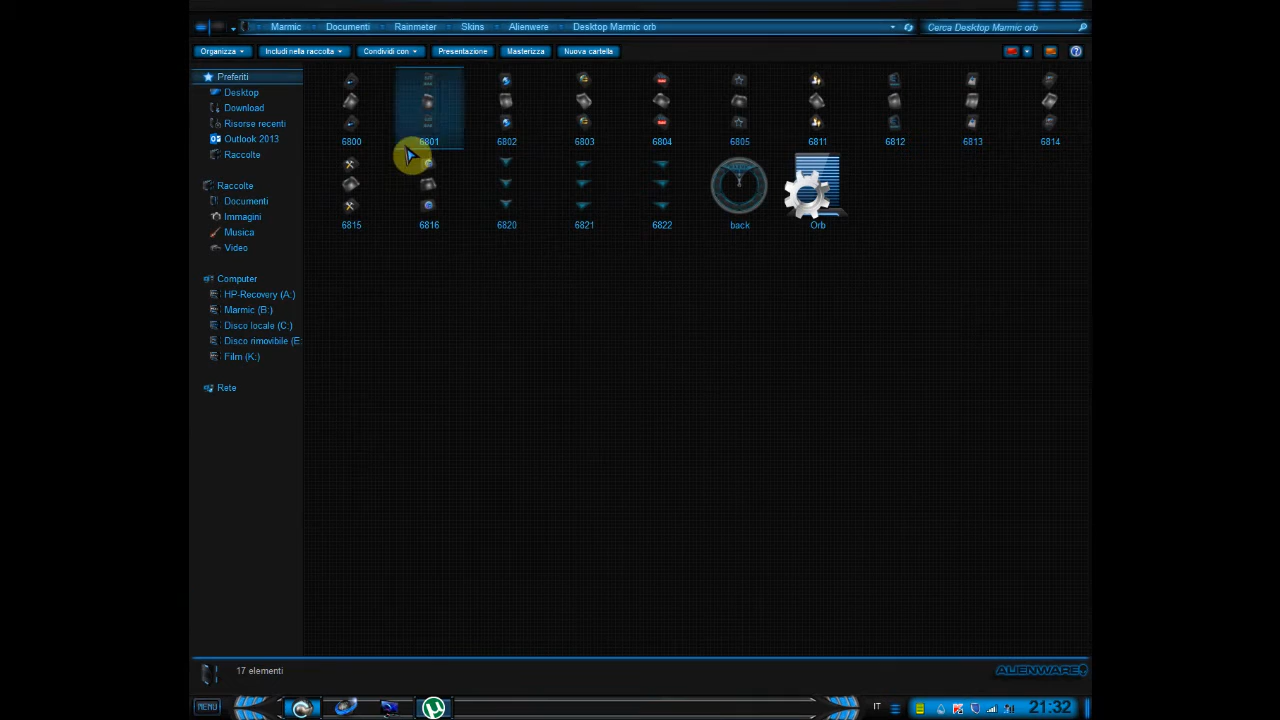 Marmic Documenti Rainmeter Skins Alienwere Desktop Marmic orb Cerca Desktop Marmic orb
Organizza Includi nella raccolta Condividi con Presentazione Masterizza Nuova cartella
Preferiti
Desktop
Download
Risorse recenti
Outlook 2013
Raccolte
Raccolte
Documenti
Immagini
Musica
Video
Computer
HP-Recovery (A:)
Marmic (B:)
Disco locale (C:)
Disco rimovibile (E:
Film (K:)
Rete
6800 6801 6802 6803 6804 6805 6811 6812 6813 6814
6815 6816 6820 6821 6822 back Orb
17 elementi
ALIENWARE
MENU IT 21:32